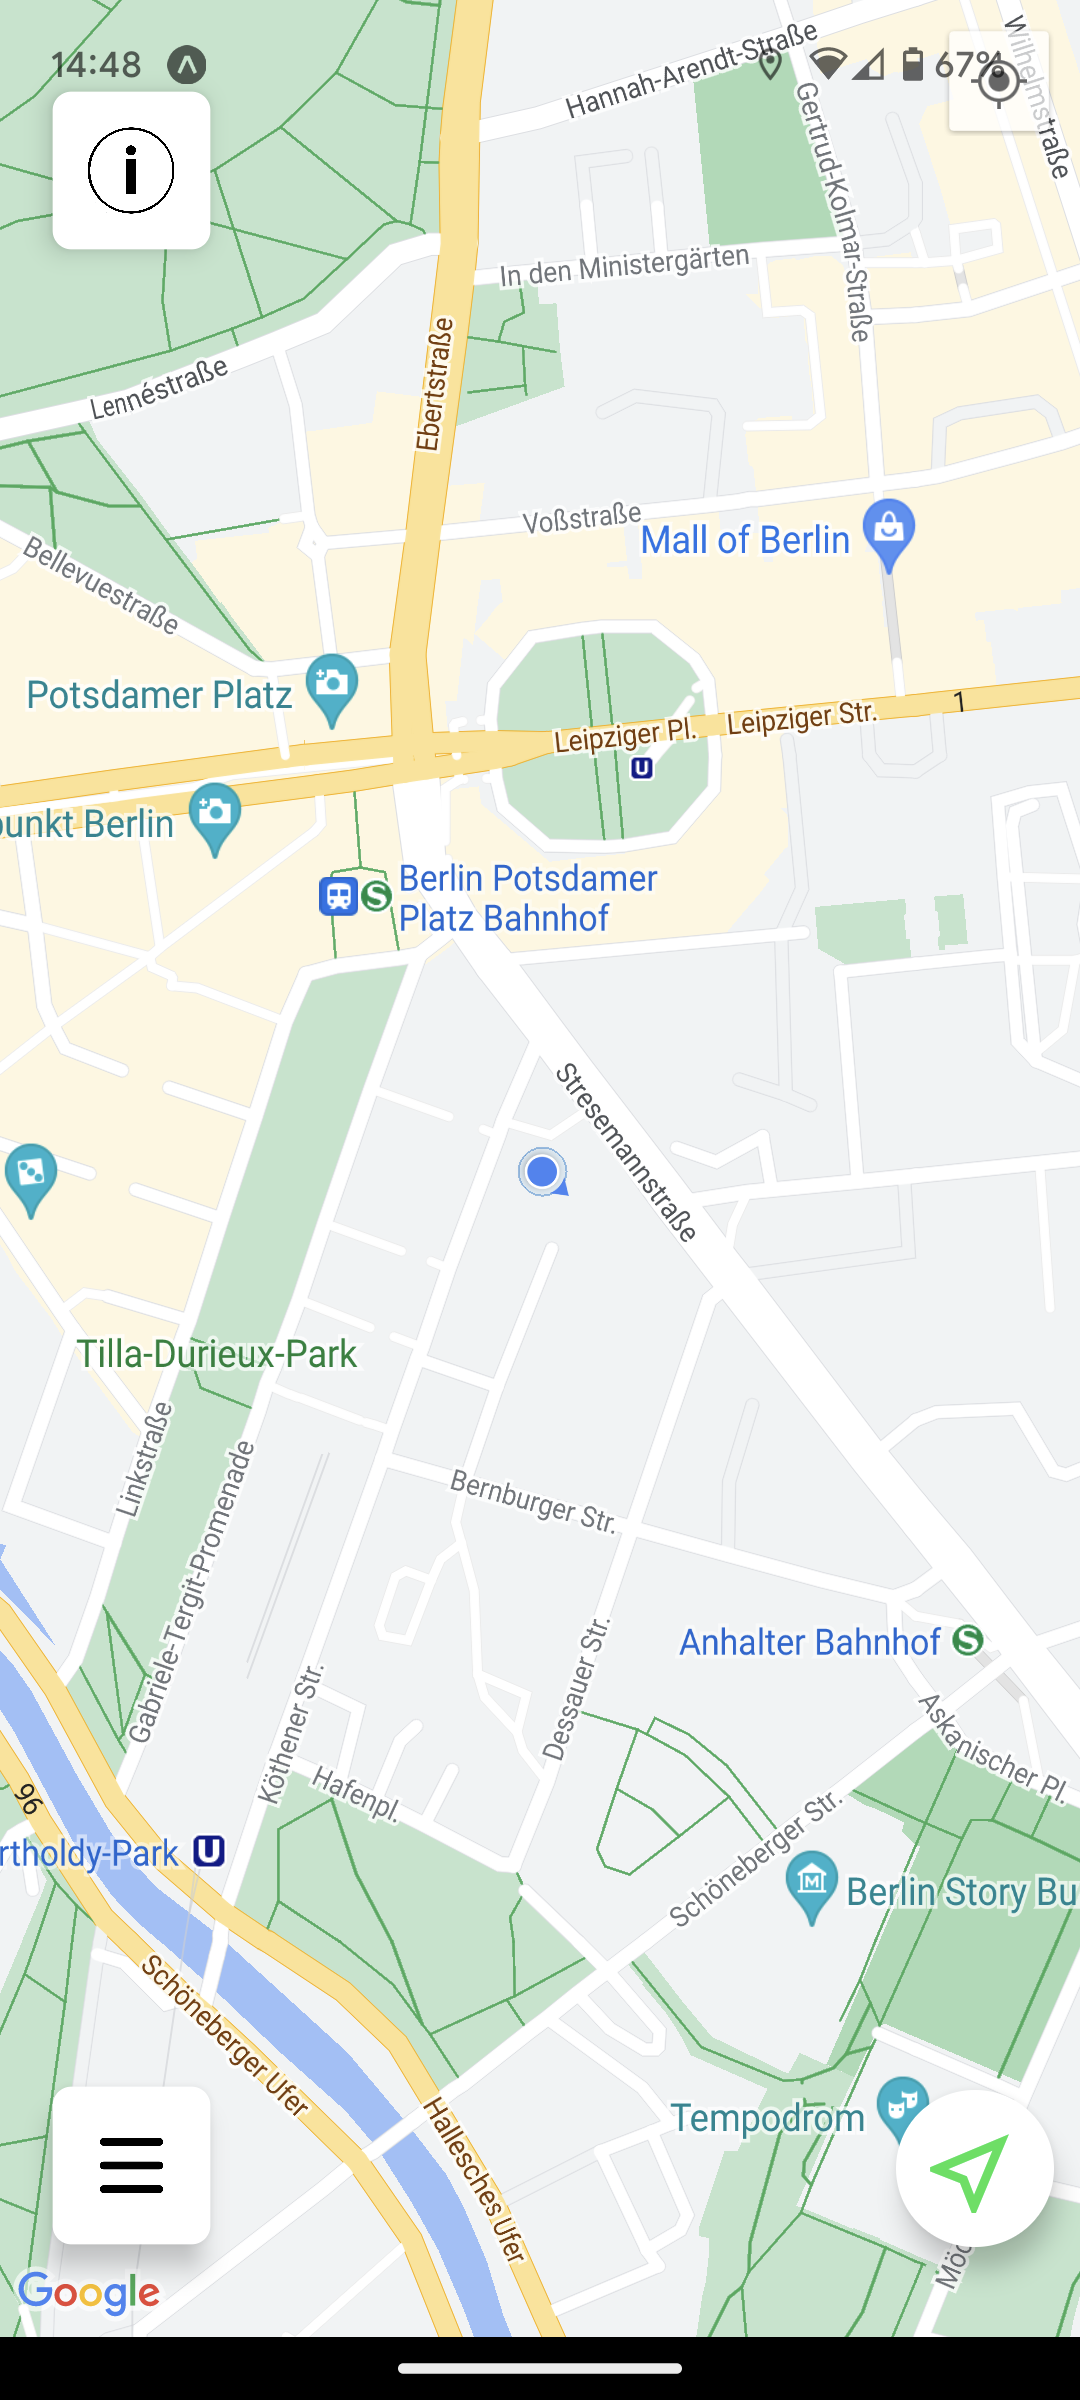 14:48
67%
Hannah-Arendt-Straße
Gertrud-Kolmar-Straße
Wilhelmstraße
In den Ministergärten
Lennéstraße
Ebertstraße
Voßstraße
Mall of Berlin
Bellevuestraße
Potsdamer Platz
Leipziger Pl.
Leipziger Str.
1
U
punkt Berlin
S
Berlin Potsdamer
Platz Bahnhof
Stresemannstraße
Tilla-Durieux-Park
Linkstraße
Gabriele-Tergit-Promenade
Bernburger Str.
Anhalter Bahnhof
S
Dessauer Str.
Köthener Str.
Askanischer Pl.
Hafenpl.
96
rtholdy-Park
U
Schöneberger Str.
M
Berlin Story Bu
Schöneberger Ufer
Hallesches Ufer
Tempodrom
Möc
Google